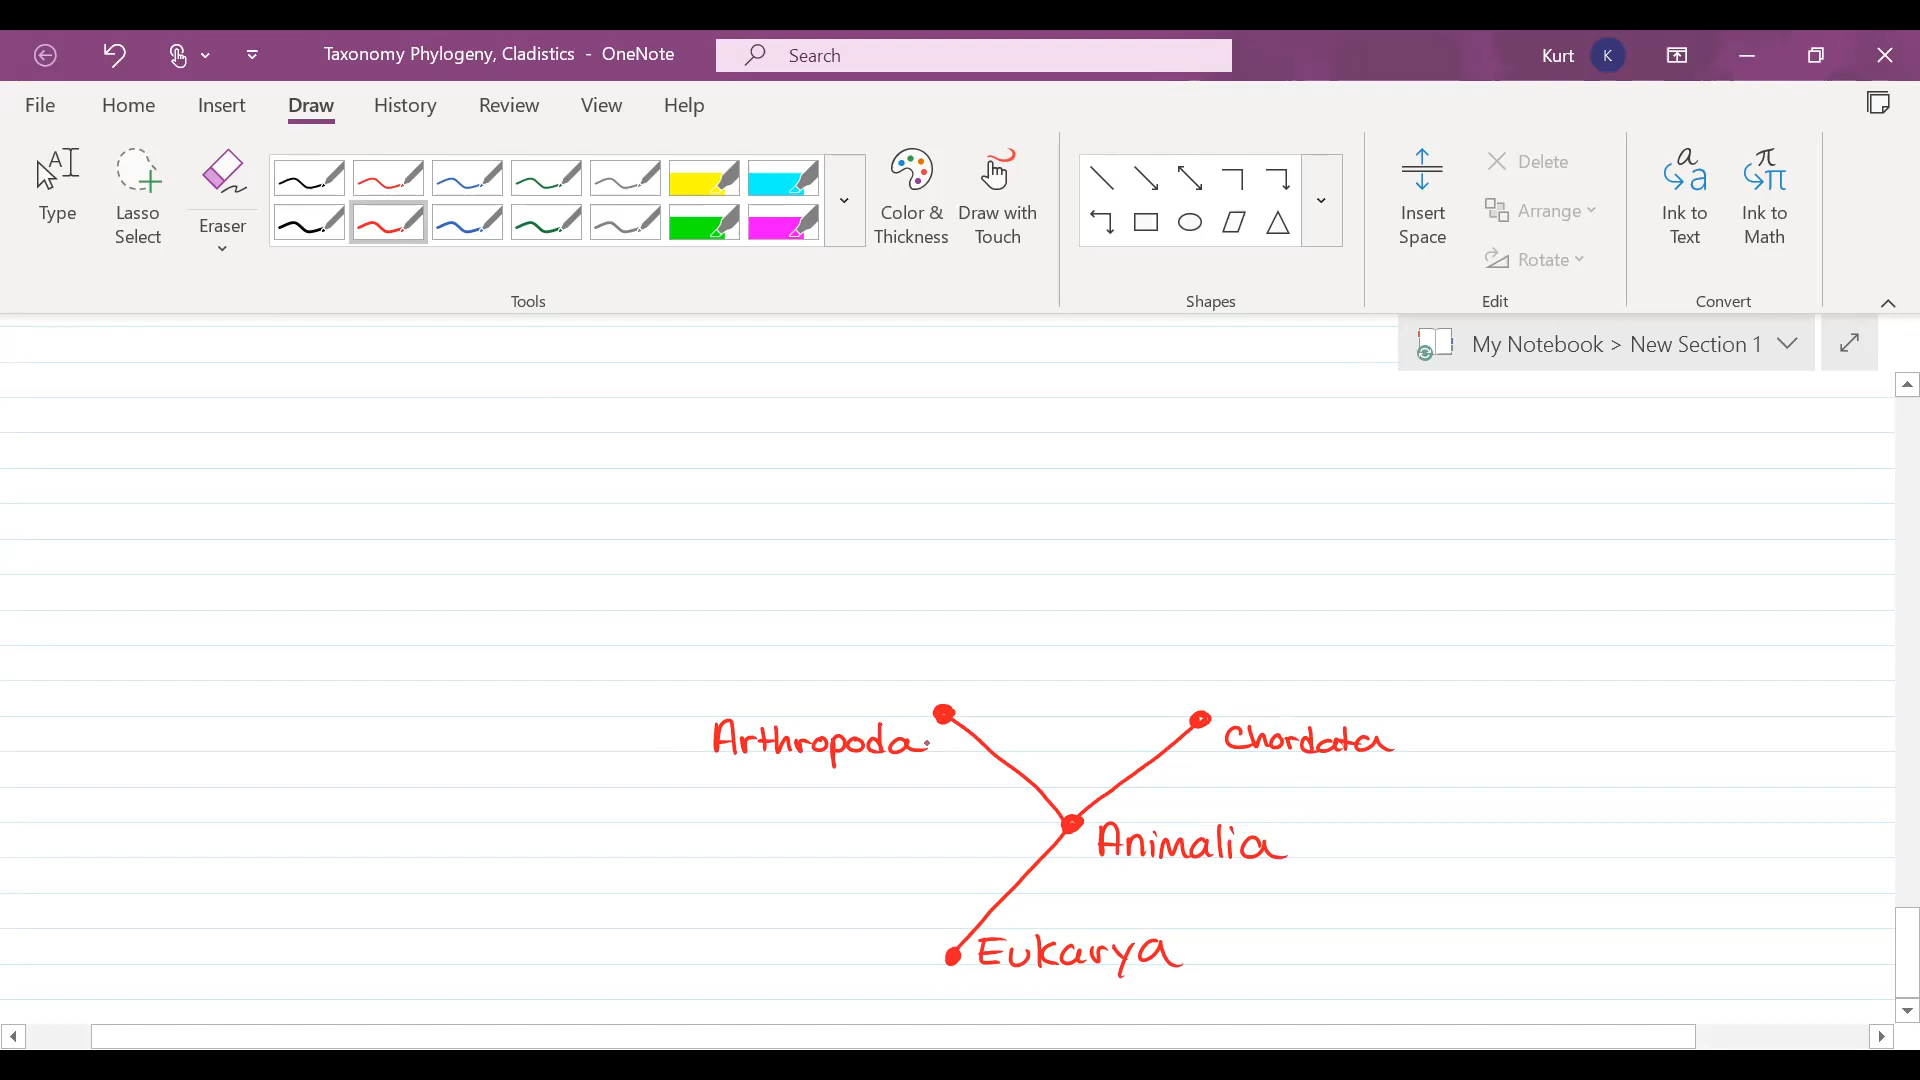 Taxonomy Phylogeny, Cladistics - OneNote
Search
Kurt
K
File Home Insert Draw History Review View Help
Type
Lasso Select
Eraser
Color & Thickness
Draw with Touch
Insert Space
Delete
Arrange
Rotate
Ink to Text
Ink to Math
Tools
Shapes
Edit
Convert
My Notebook > New Section 1
Arthropoda
Chordata
Animalia
Eukarya